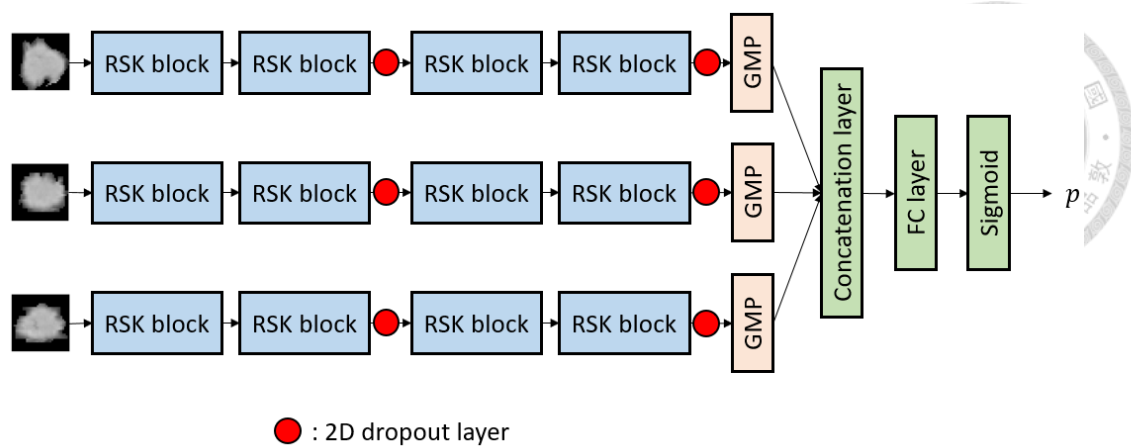 RSK block RSK block RSK block RSK block GMP
RSK block RSK block RSK block RSK block GMP
RSK block RSK block RSK block RSK block GMP
Concatenation layer
FC layer
Sigmoid
p
: 2D dropout layer
國